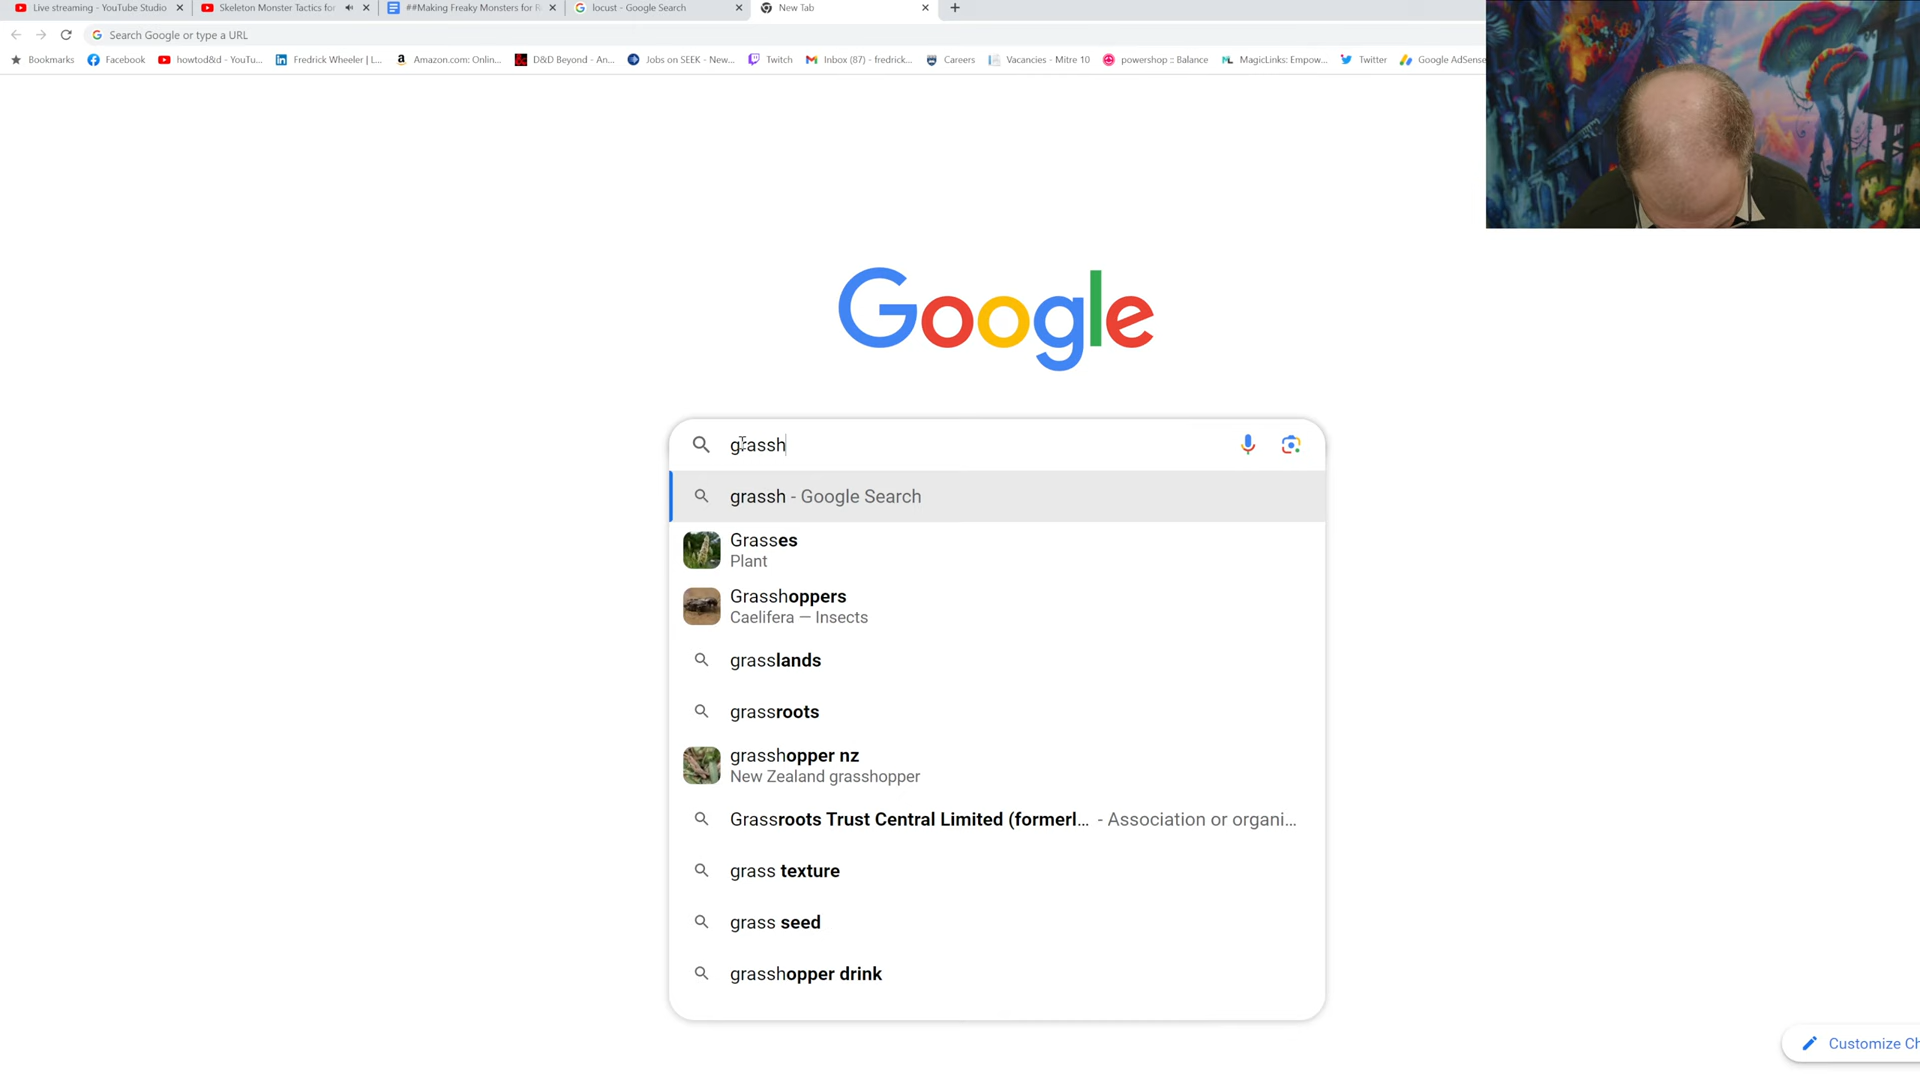 Live streaming - YouTube Studio
Skeleton Monster Tactics for
##Making Freaky Monsters for R
locust - Google Search
New Tab
Search Google or type a URL
Bookmarks
Facebook
howtod&d - YouTu...
Fredrick Wheeler | L...
Amazon.com: Onlin...
D&D Beyond - An...
Jobs on SEEK - New...
Twitch
Inbox (87) - fredrick...
Careers
Vacancies - Mitre 10
powershop :: Balance
MagicLinks: Empow...
Twitter
Google AdSense
Google
grassh
grassh - Google Search
Grasses
Plant
Grasshoppers
Caelifera — Insects
grasslands
grassroots
grasshopper nz
New Zealand grasshopper
Grassroots Trust Central Limited (formerl... - Association or organi...
grass texture
grass seed
grasshopper drink
Customize Ch